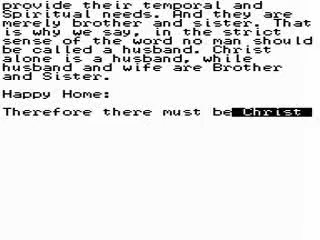 provide their temporal and
Spiritual needs. And they are
merely brother and sister. That
is why we say, in the strict
sense of the word no man should
be called a husband. Christ
alone is a husband, while
husband and wife are Brother
and Sister.
Happy Home:
Therefore there must be Christ